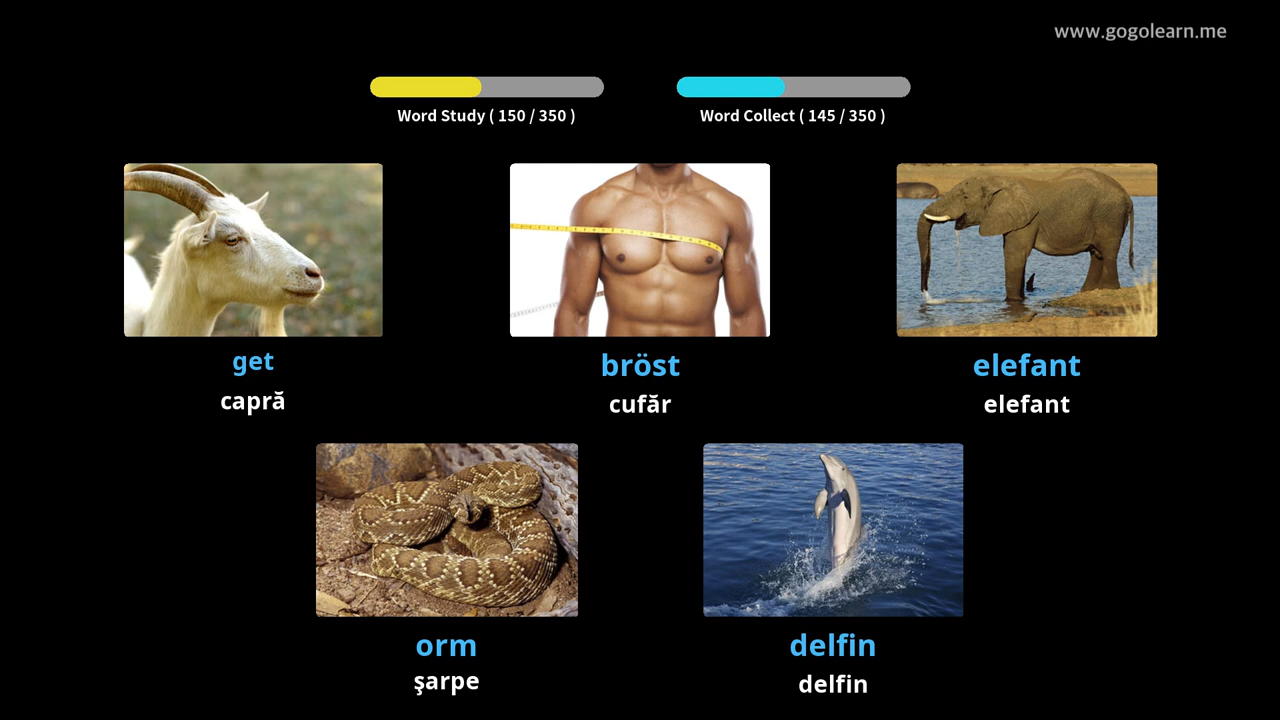 www.gogolearn.me
Word Study ( 150 / 350 )
Word Collect ( 145 / 350 )
get
bröst
elefant
capră
cufăr
elefant
orm
delfin
şarpe
delfin